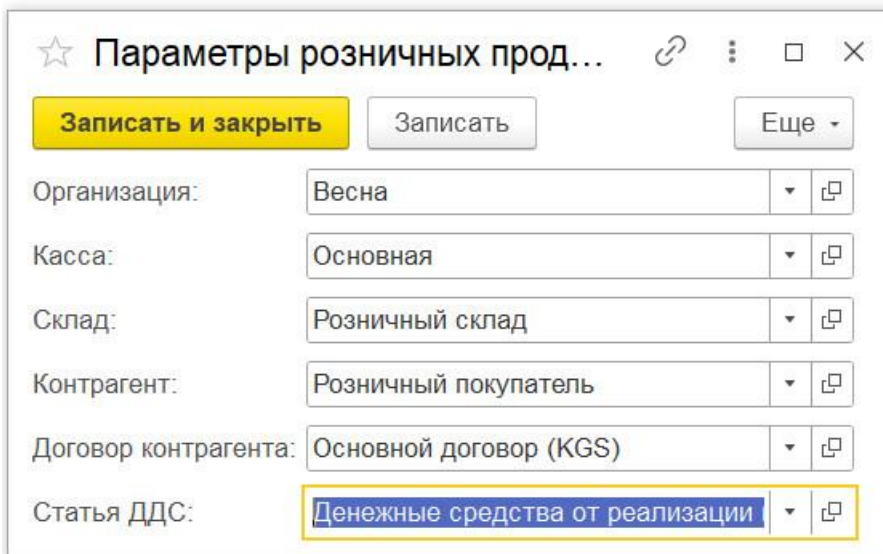 Параметры розничных прод...
Записать и закрыть Записать Еще
Организация: Весна
Касса: Основная
Склад: Розничный склад
Контрагент: Розничный покупатель
Договор контрагента: Основной договор (KGS)
Статья ДДС: Денежные средства от реализации